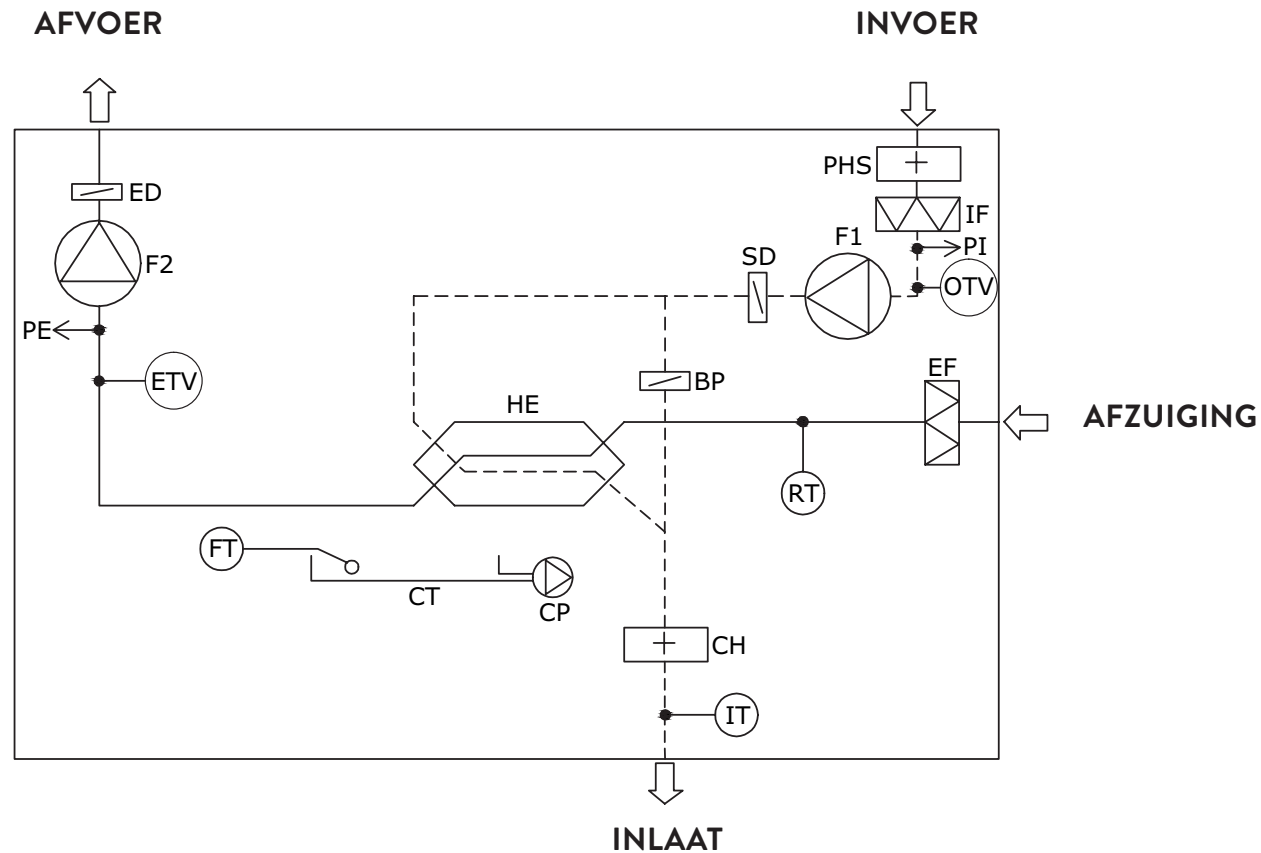 AFVOER
INVOER
PHS
ED
IF
F1
PI
SD
F2
OTV
PE
EF
ETV
BP
HE
AFZUIGING
RT
FT
CT
CP
CH
IT
INLAAT